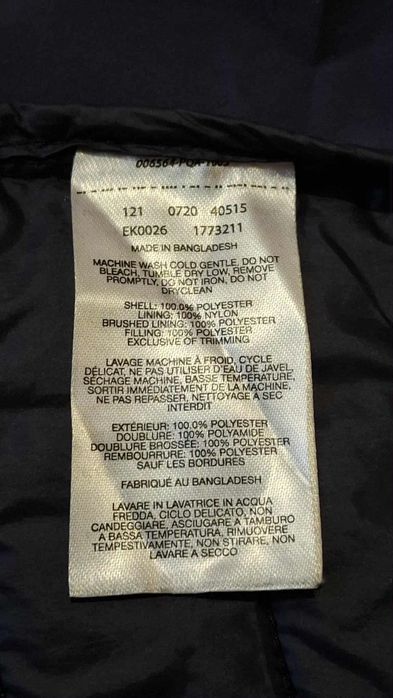 121 0720 40515
EK0026 1773211
MADE IN BANGLADESH
MACHINE WASH COLD GENTLE, DO NOT
BLEACH, TUMBLE DRY LOW, REMOVE
PROMPTLY, DO NOT IRON, DO NOT
DRYCLEAN
SHELL: 100.0% POLYESTER
LINING: 100% NYLON
BRUSHED LINING: 100% POLYESTER
FILLING: 100% POLYESTER
EXCLUSIVE OF TRIMMING
LAVAGE MACHINE À FROID, CYCLE
DÉLICAT, NE PAS UTILISER D'EAU DE JAVEL,
SÉCHAGE MACHINE, BASSE TEMPERATURE,
SORTIR IMMÉDIATEMENT DE LA MACHINE,
NE PAS REPASSER, NETTOYAGE À SEC
INTERDIT
EXTÉRIEUR: 100.0% POLYESTER
DOUBLURE: 100% POLYAMIDE
DOUBLURE BROSSÉE: 100% POLYESTER
REMBOURRURE: 100% POLYESTER
SAUF LES BORDURES
FABRIQUÉ AU BANGLADESH
LAVARE IN LAVATRICE IN ACQUA
FREDDA, CICLO DELICATO, NON
CANDEGGIARE, ASCIUGARE A TAMBURO
A BASSA TEMPERATURA, RIMUOVERE
TEMPESTIVAMENTE, NON STIRARE, NON
LAVARE A SECCO